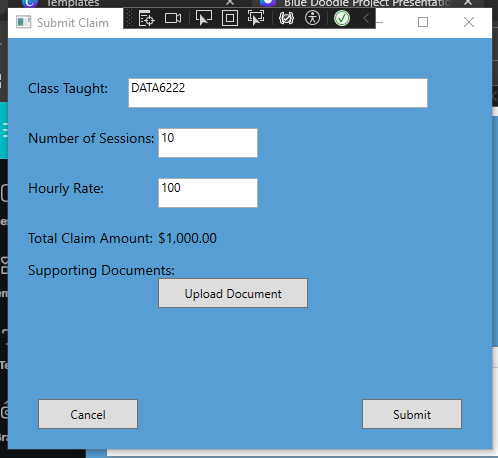 Templates
Blue Doodle Project Presentation
Submit Claim
Class Taught: DATA6222
Number of Sessions: 10
Hourly Rate: 100
Total Claim Amount: $1,000.00
Supporting Documents:
Upload Document
Cancel
Submit